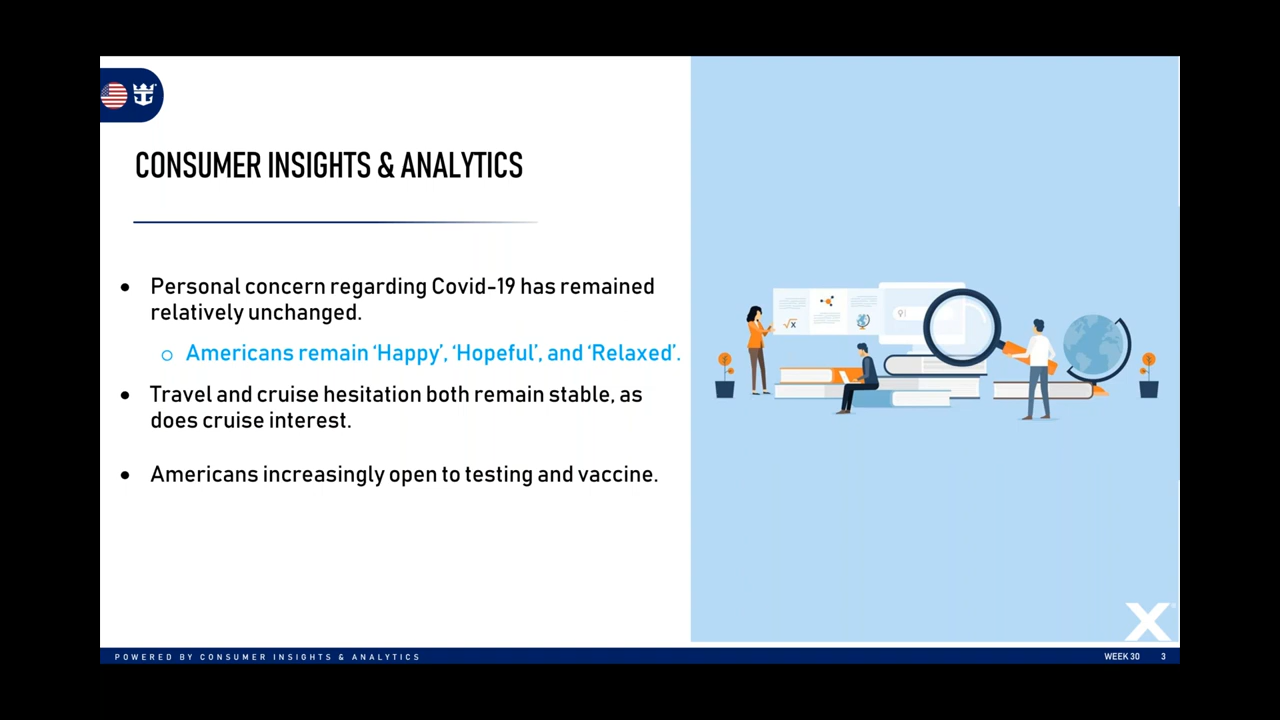 CONSUMER INSIGHTS & ANALYTICS
• Personal concern regarding Covid-19 has remained
relatively unchanged.
o Americans remain ‘Happy’, ‘Hopeful’, and ‘Relaxed’.
• Travel and cruise hesitation both remain stable, as
does cruise interest.
• Americans increasingly open to testing and vaccine.
√x
X
POWERED BY CONSUMER INSIGHTS & ANALYTICS
WEEK 30 3